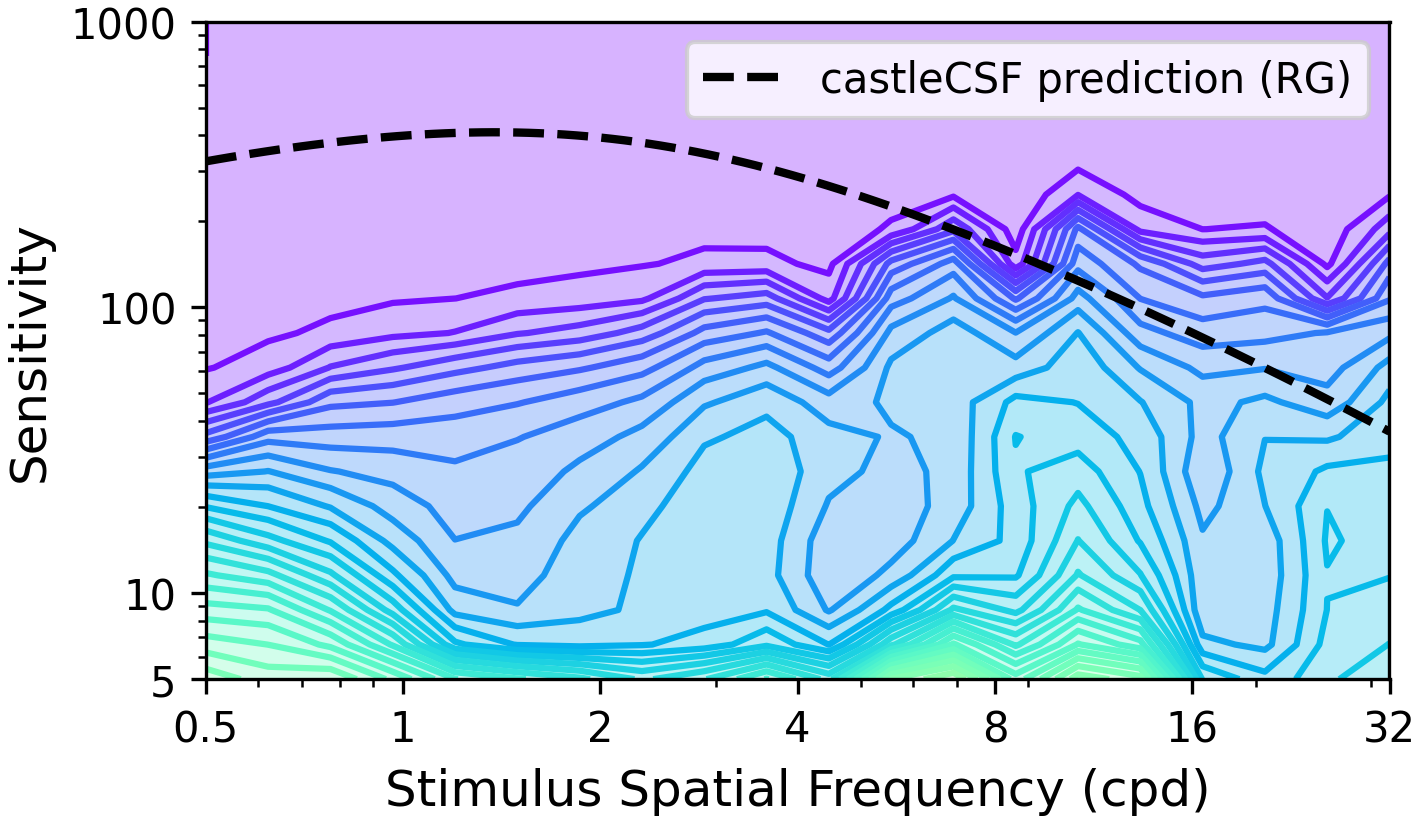 1000
castleCSF prediction (RG)
100
Sensitivity
10
5
0.5 1 2 4 8 16 32
Stimulus Spatial Frequency (cpd)